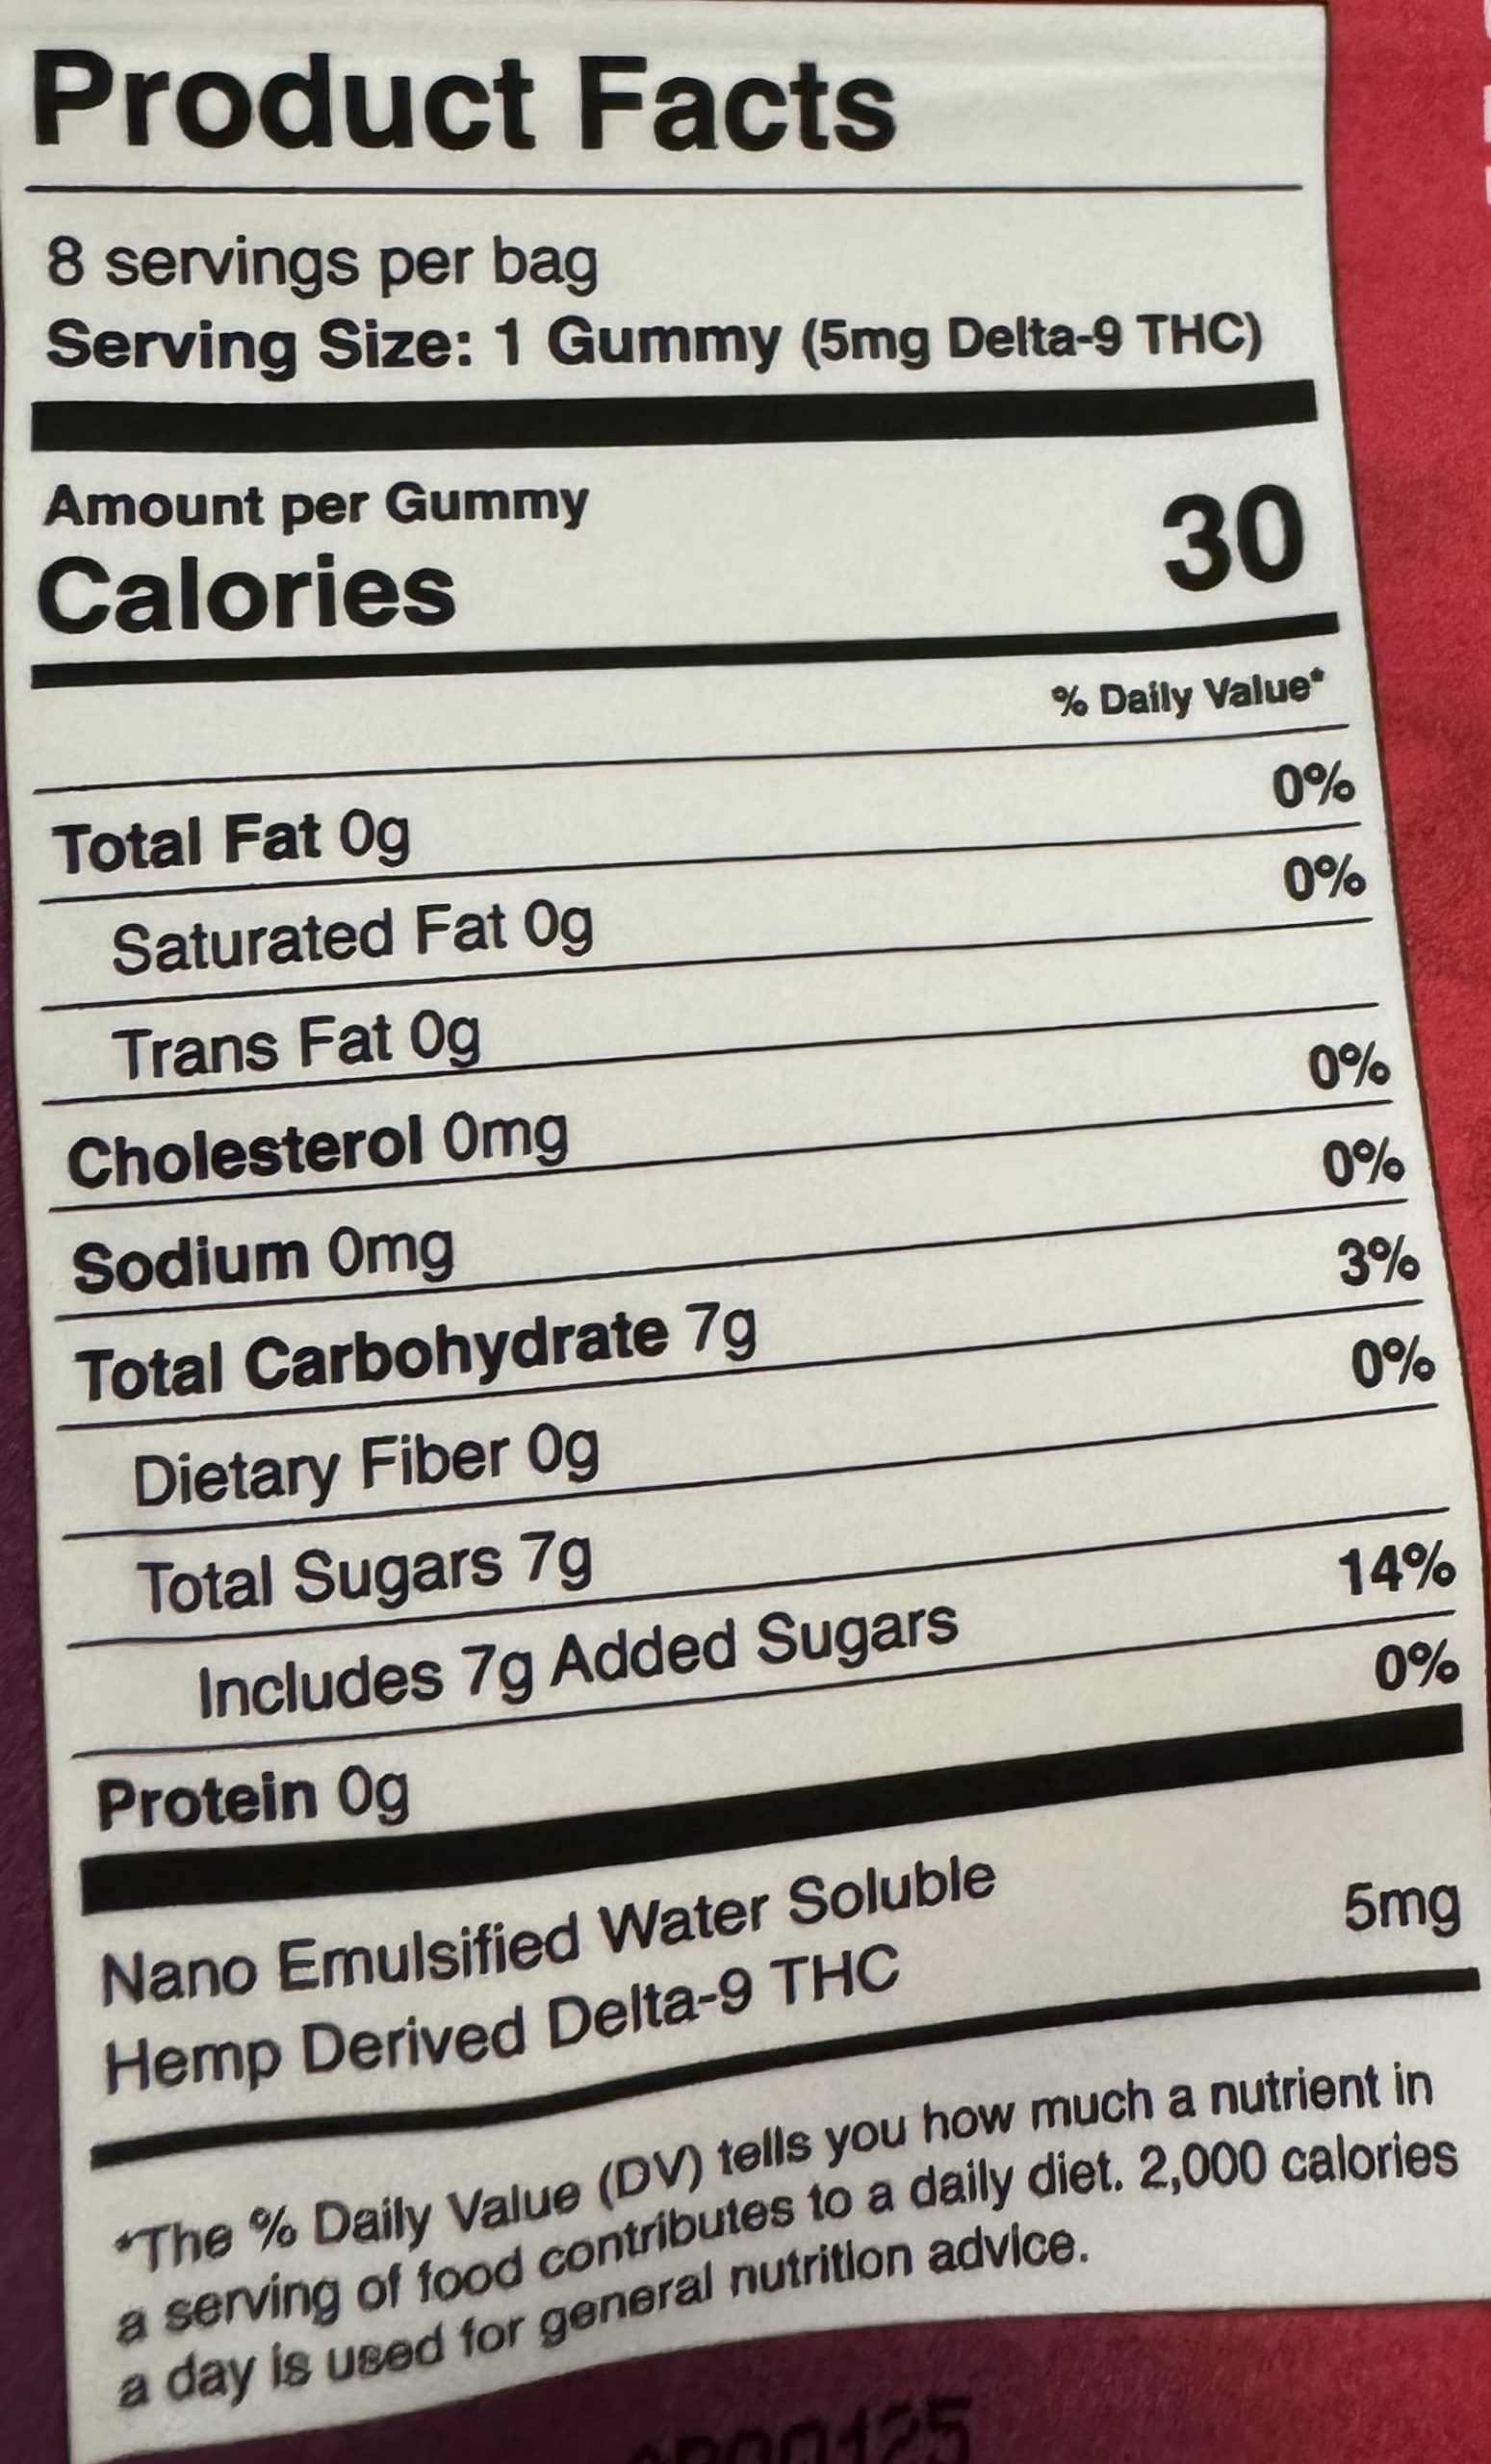 Product Facts
8 servings per bag
Serving Size: 1 Gummy (5mg Delta-9 THC)
Amount per Gummy
Calories 30
% Daily Value*
Total Fat 0g 0%
Saturated Fat 0g 0%
Trans Fat 0g
Cholesterol 0mg 0%
Sodium 0mg 0%
Total Carbohydrate 7g 3%
Dietary Fiber 0g 0%
Total Sugars 7g
Includes 7g Added Sugars 14%
Protein 0g 0%
Nano Emulsified Water Soluble
Hemp Derived Delta-9 THC 5mg
*The % Daily Value (DV) tells you how much a nutrient in
a serving of food contributes to a daily diet. 2,000 calories
a day is used for general nutrition advice.